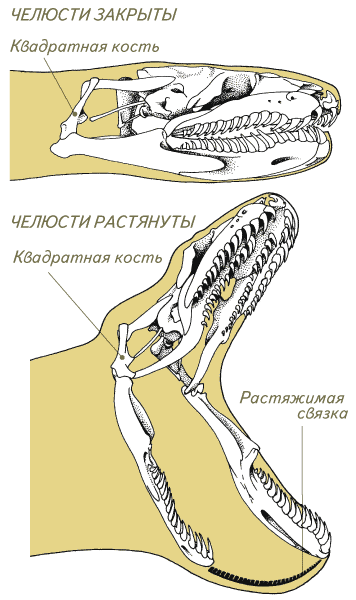 ЧЕЛЮСТИ ЗАКРЫТЫ
Квадратная кость
ЧЕЛЮСТИ РАСТЯНУТЫ
Квадратная кость
Растяжимая
связка